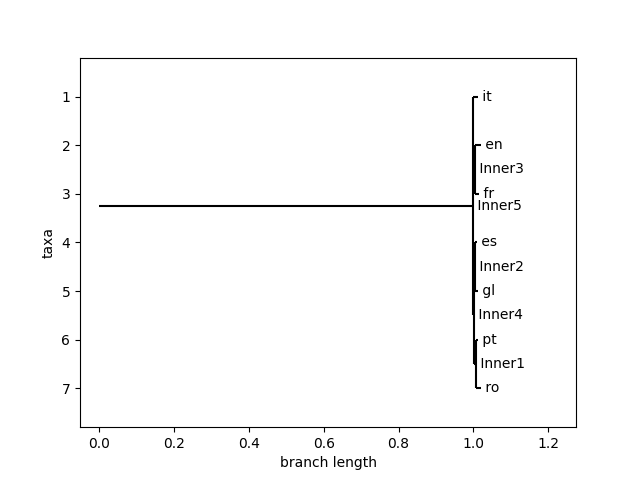 1
it
2
en
Inner3
3
fr
Inner5
taxa
4
es
Inner2
5
gl
Inner4
6
pt
Inner1
7
ro
0.0 0.2 0.4 0.6 0.8 1.0 1.2
branch length